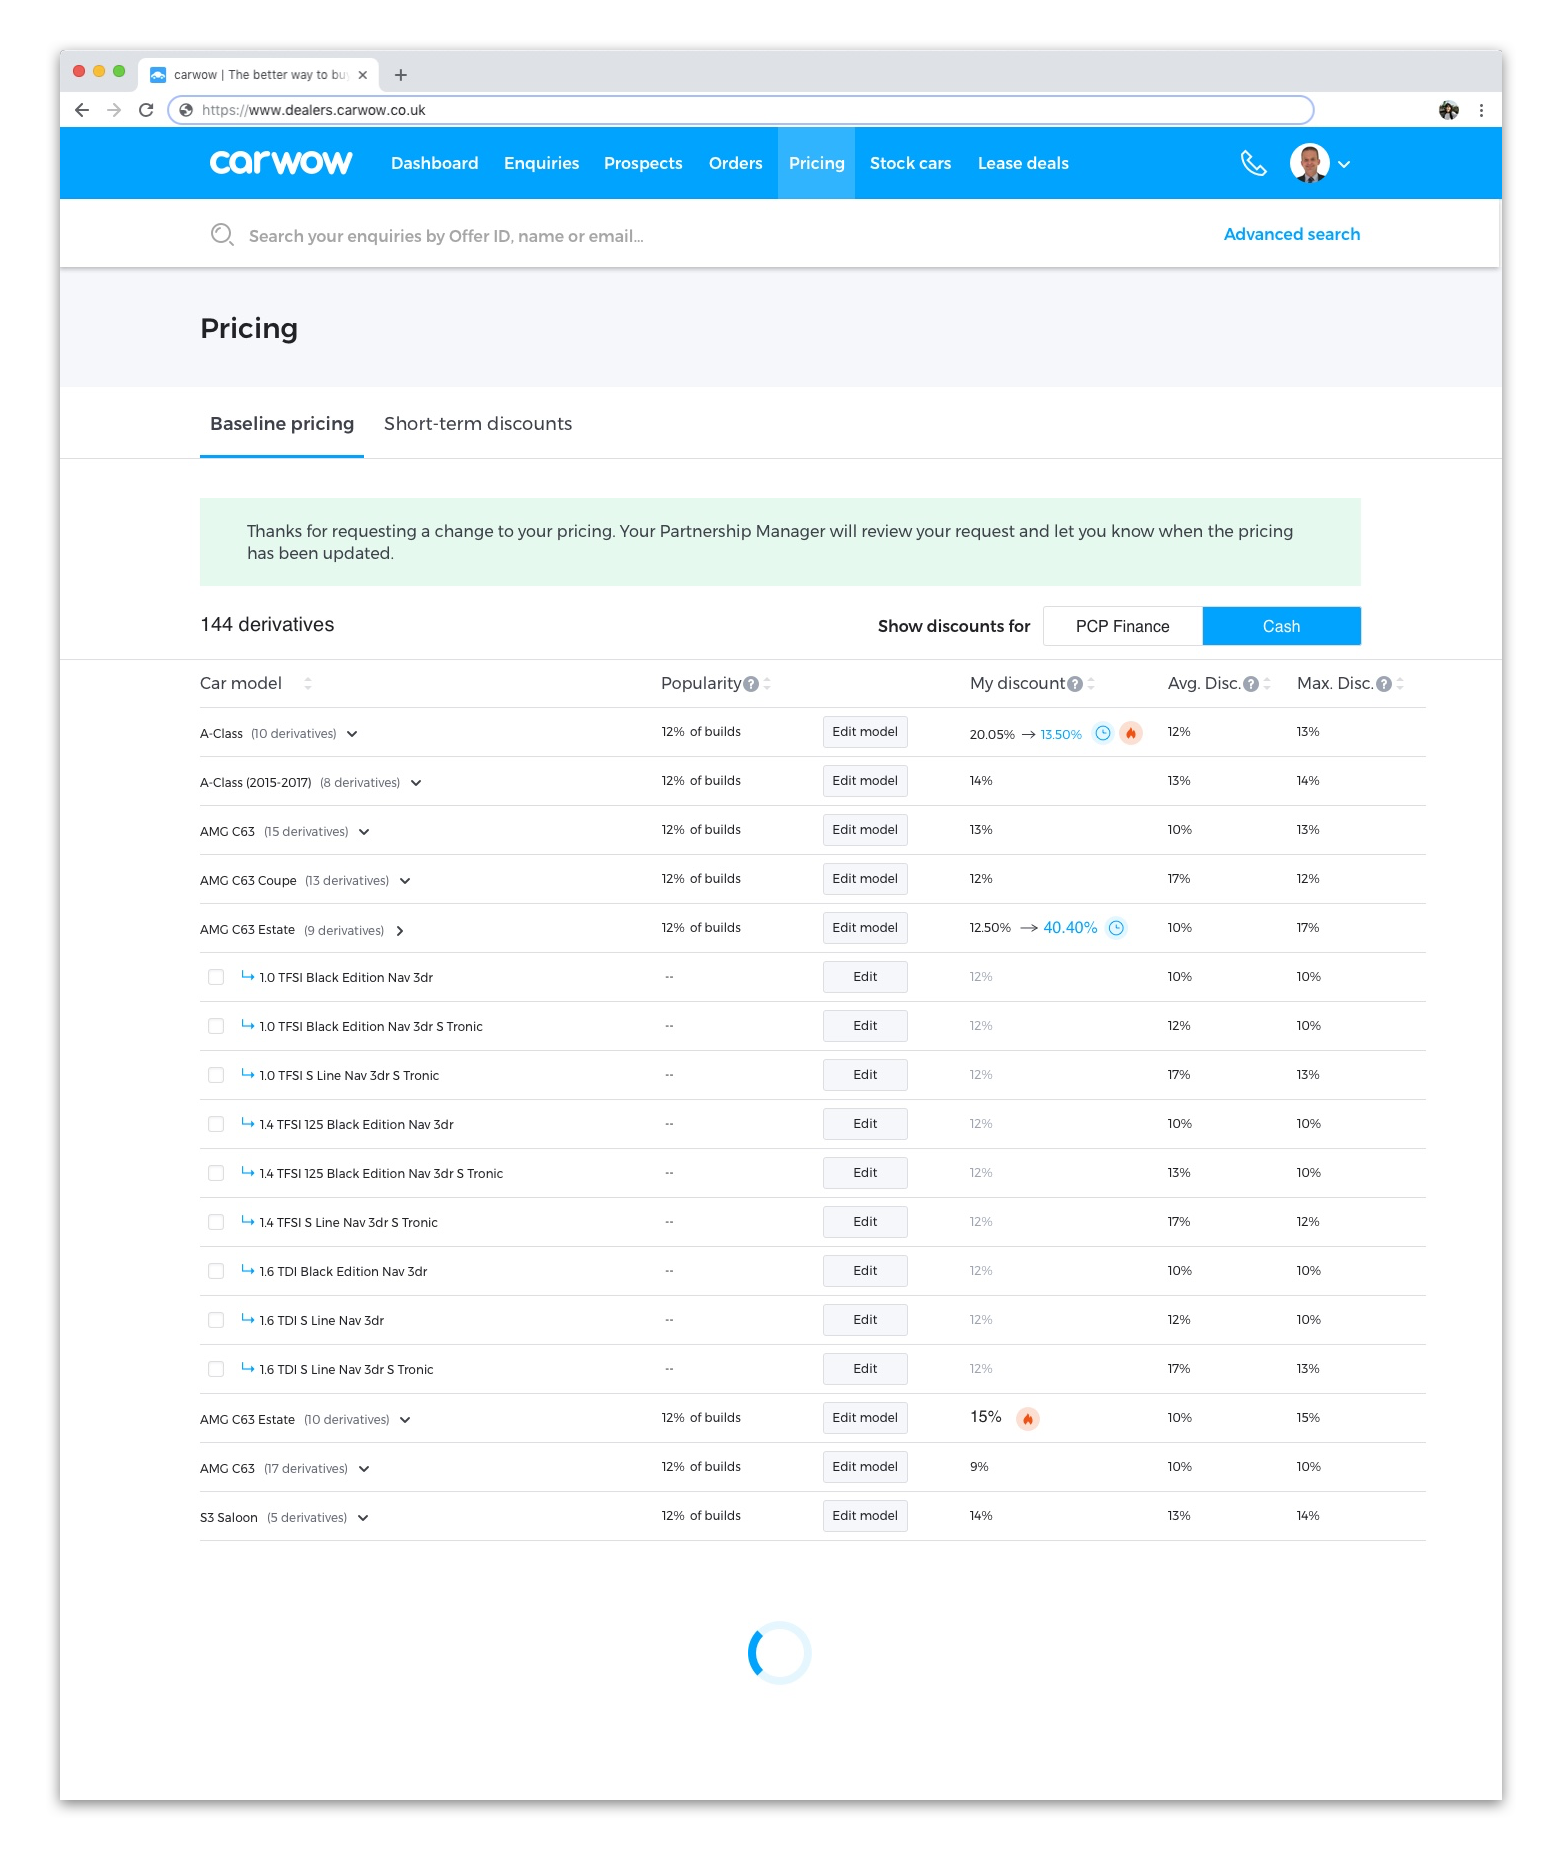 carwow | The better way to bu
https://www.dealers.carwow.co.uk
carwow Dashboard Enquiries Prospects Orders Pricing Stock cars Lease deals
Search your enquiries by Offer ID, name or email... Advanced search
Pricing
Baseline pricing Short-term discounts
Thanks for requesting a change to your pricing. Your Partnership Manager will review your request and let you know when the pricing
has been updated.
144 derivatives Show discounts for PCP Finance Cash
Car model Popularity ? My discount ? Avg. Disc. ? Max. Disc. ?
A-Class (10 derivatives) 12% of builds Edit model 20.05% → 13.50% 12% 13%
A-Class (2015-2017) (8 derivatives) 12% of builds Edit model 14% 13% 14%
AMG C63 (15 derivatives) 12% of builds Edit model 13% 10% 13%
AMG C63 Coupe (13 derivatives) 12% of builds Edit model 12% 17% 12%
AMG C63 Estate (9 derivatives) 12% of builds Edit model 12.50% → 40.40% 10% 17%
1.0 TFSI Black Edition Nav 3dr -- Edit 12% 10% 10%
1.0 TFSI Black Edition Nav 3dr S Tronic -- Edit 12% 12% 10%
1.0 TFSI S Line Nav 3dr S Tronic -- Edit 12% 17% 13%
1.4 TFSI 125 Black Edition Nav 3dr -- Edit 12% 10% 10%
1.4 TFSI 125 Black Edition Nav 3dr S Tronic -- Edit 12% 13% 10%
1.4 TFSI S Line Nav 3dr S Tronic -- Edit 12% 17% 12%
1.6 TDI Black Edition Nav 3dr -- Edit 12% 10% 10%
1.6 TDI S Line Nav 3dr -- Edit 12% 12% 10%
1.6 TDI S Line Nav 3dr S Tronic -- Edit 12% 17% 13%
AMG C63 Estate (10 derivatives) 12% of builds Edit model 15% 10% 15%
AMG C63 (17 derivatives) 12% of builds Edit model 9% 10% 10%
S3 Saloon (5 derivatives) 12% of builds Edit model 14% 13% 14%